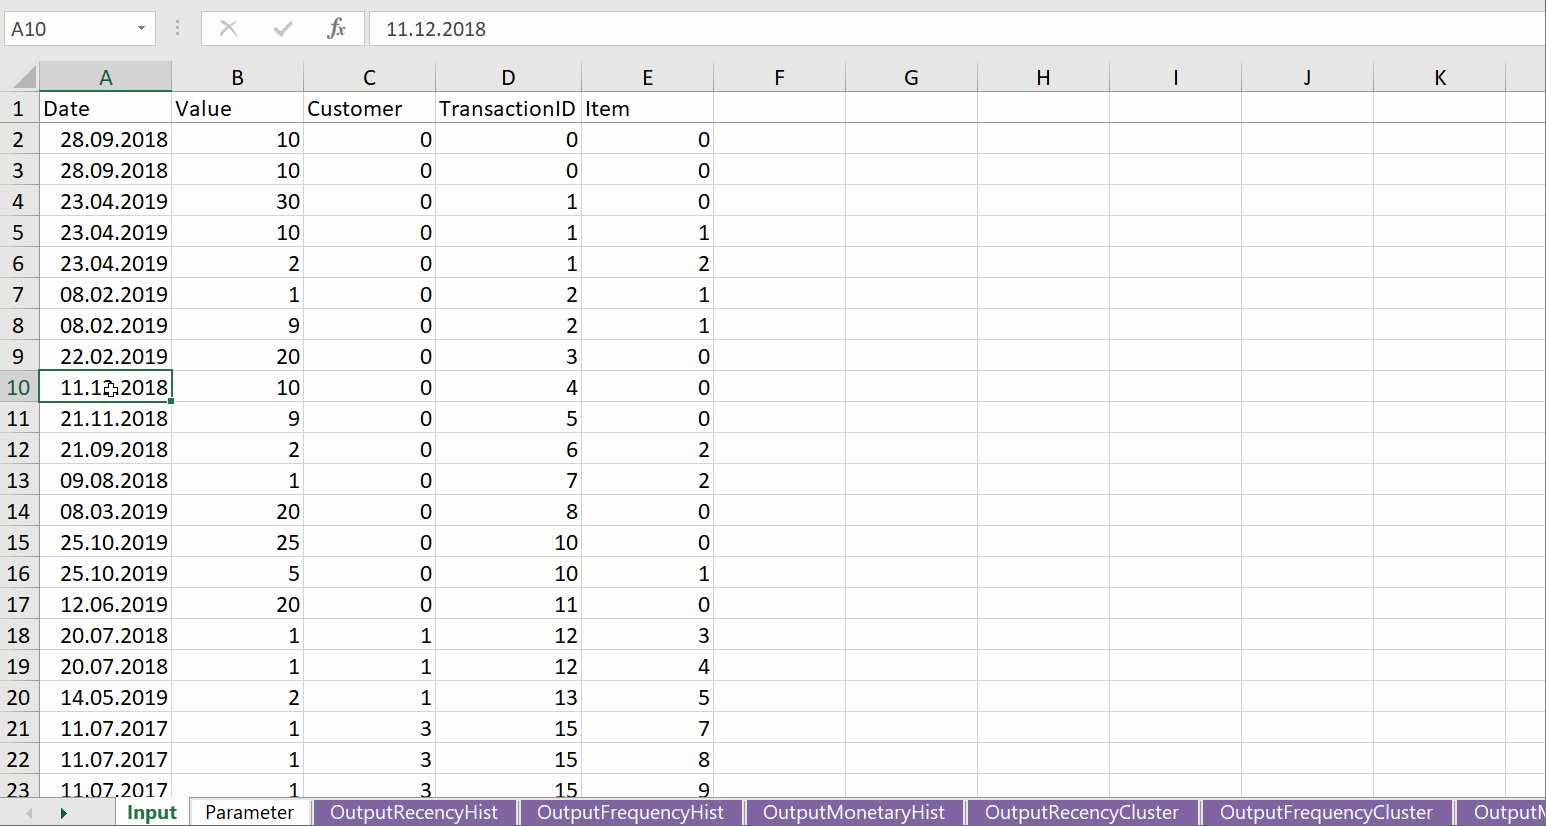 A10 fx 11.12.2018
A B C D E F G H I J K
1 Date Value Customer TransactionID Item
2 28.09.2018 10 0 0 0
3 28.09.2018 10 0 0 0
4 23.04.2019 30 0 1 0
5 23.04.2019 10 0 1 1
6 23.04.2019 2 0 1 2
7 08.02.2019 1 0 2 1
8 08.02.2019 9 0 2 1
9 22.02.2019 20 0 3 0
10 11.12.2018 10 0 4 0
11 21.11.2018 9 0 5 0
12 21.09.2018 2 0 6 2
13 09.08.2018 1 0 7 2
14 08.03.2019 20 0 8 0
15 25.10.2019 25 0 10 0
16 25.10.2019 5 0 10 1
17 12.06.2019 20 0 11 0
18 20.07.2018 1 1 12 3
19 20.07.2018 1 1 12 4
20 14.05.2019 2 1 13 5
21 11.07.2017 1 3 15 7
22 11.07.2017 1 3 15 8
23 11.07.2017 1 3 15 9
Input Parameter OutputRecencyHist OutputFrequencyHist OutputMonetaryHist OutputRecencyCluster OutputFrequencyCluster